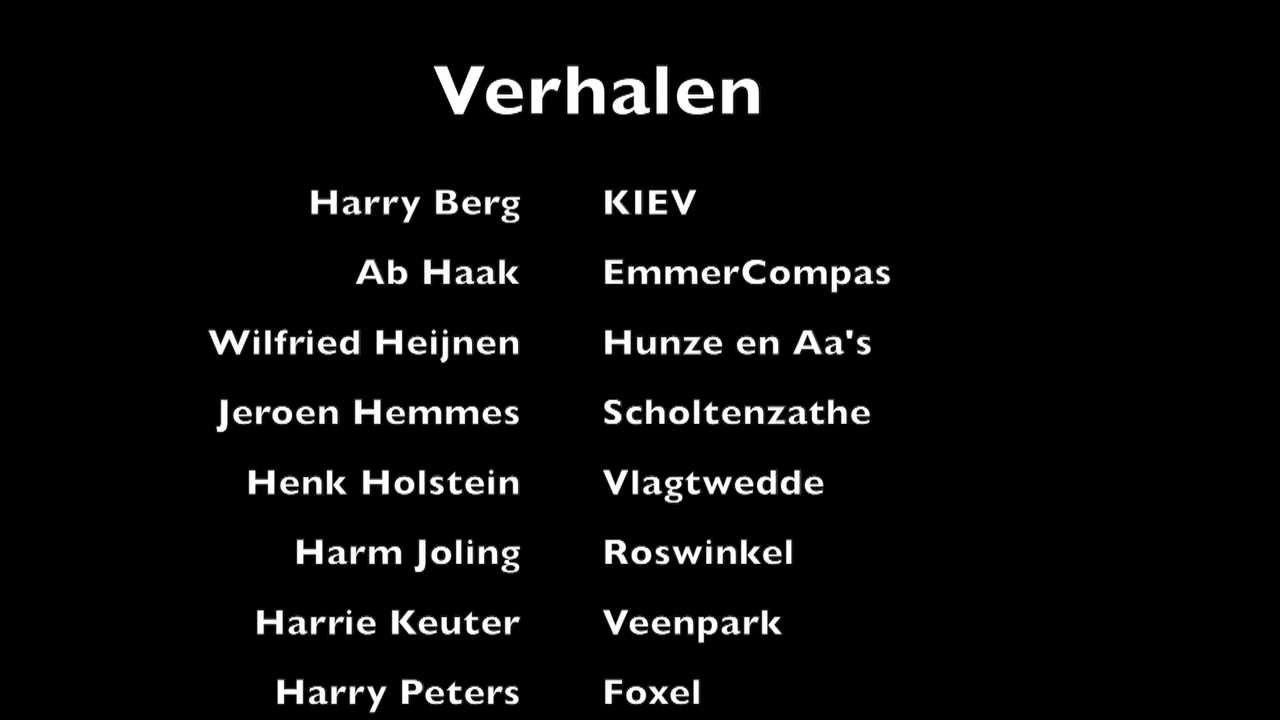 Verhalen
Harry Berg KIEV
Ab Haak EmmerCompas
Wilfried Heijnen Hunze en Aa's
Jeroen Hemmes Scholtenzathe
Henk Holstein Vlagtwedde
Harm Joling Roswinkel
Harrie Keuter Veenpark
Harry Peters Foxel